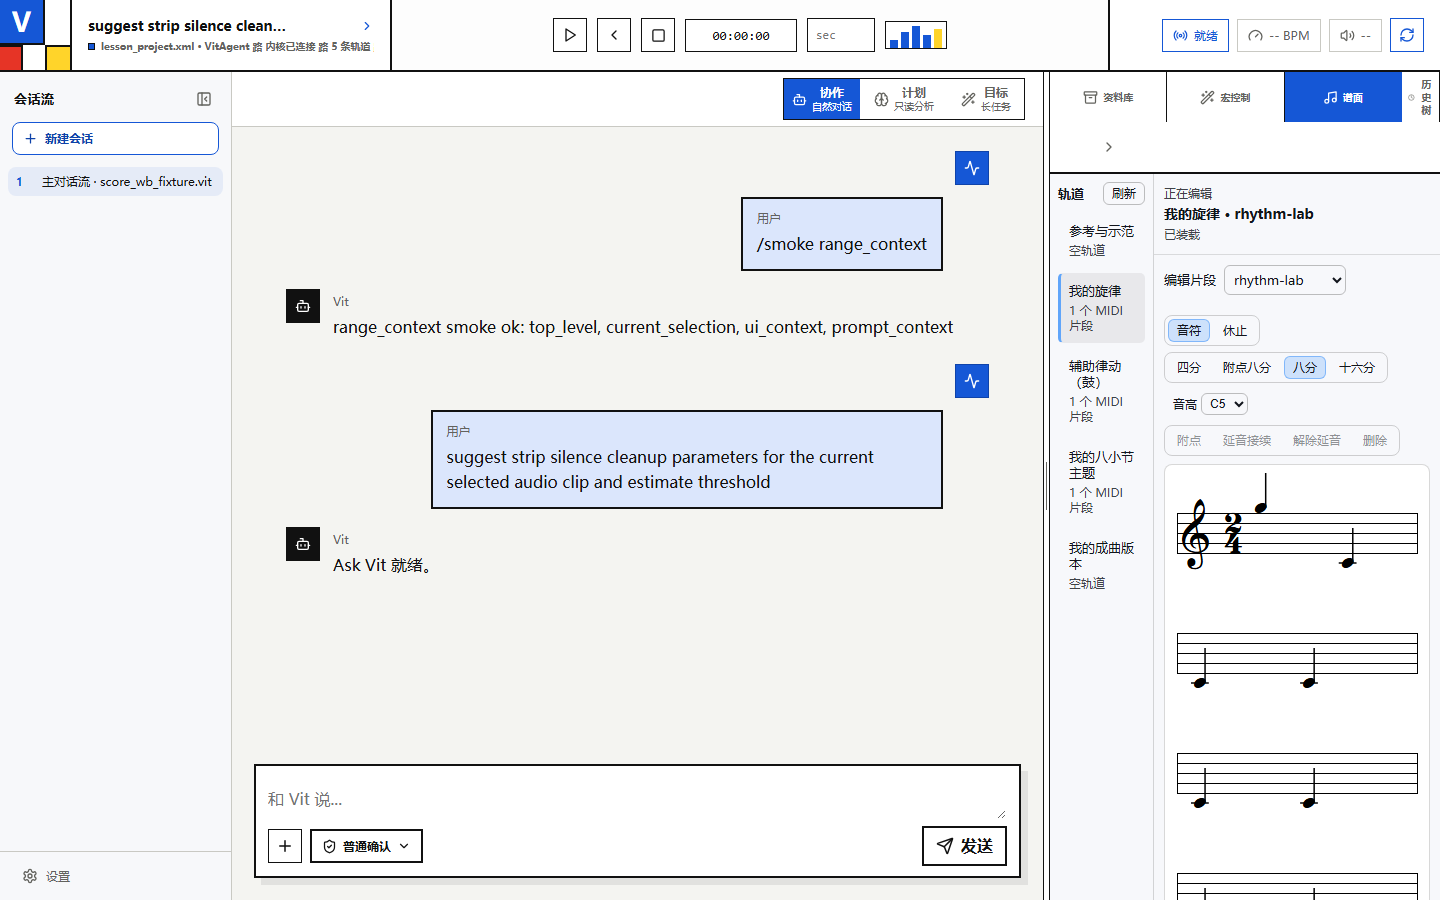 V
suggest strip silence clean...
lesson_project.xml • VitAgent 踣 内核已连接 踣 5 条轨道
00:00:00
sec
就绪
-- BPM
--
会话流
新建会话
1 主对话流 · score_wb_fixture.vit
设置
协作
自然对话
计划
只读分析
目标
长任务
用户
/smoke range_context
Vit
range_context smoke ok: top_level, current_selection, ui_context, prompt_context
用户
suggest strip silence cleanup parameters for the current
selected audio clip and estimate threshold
Vit
Ask Vit 就绪。
和 Vit 说...
普通确认
发送
资料库
宏控制
谱面
历
史
树
轨道
刷新
参考与示范
空轨道
我的旋律
1 个 MIDI
片段
辅助律动
（鼓）
1 个 MIDI
片段
我的八小节
主题
1 个 MIDI
片段
我的成曲版
本
空轨道
正在编辑
我的旋律 • rhythm-lab
已装载
编辑片段 rhythm-lab
音符 休止
四分 附点八分 八分 十六分
音高 C5
附点 延音接续 解除延音 删除
2
4